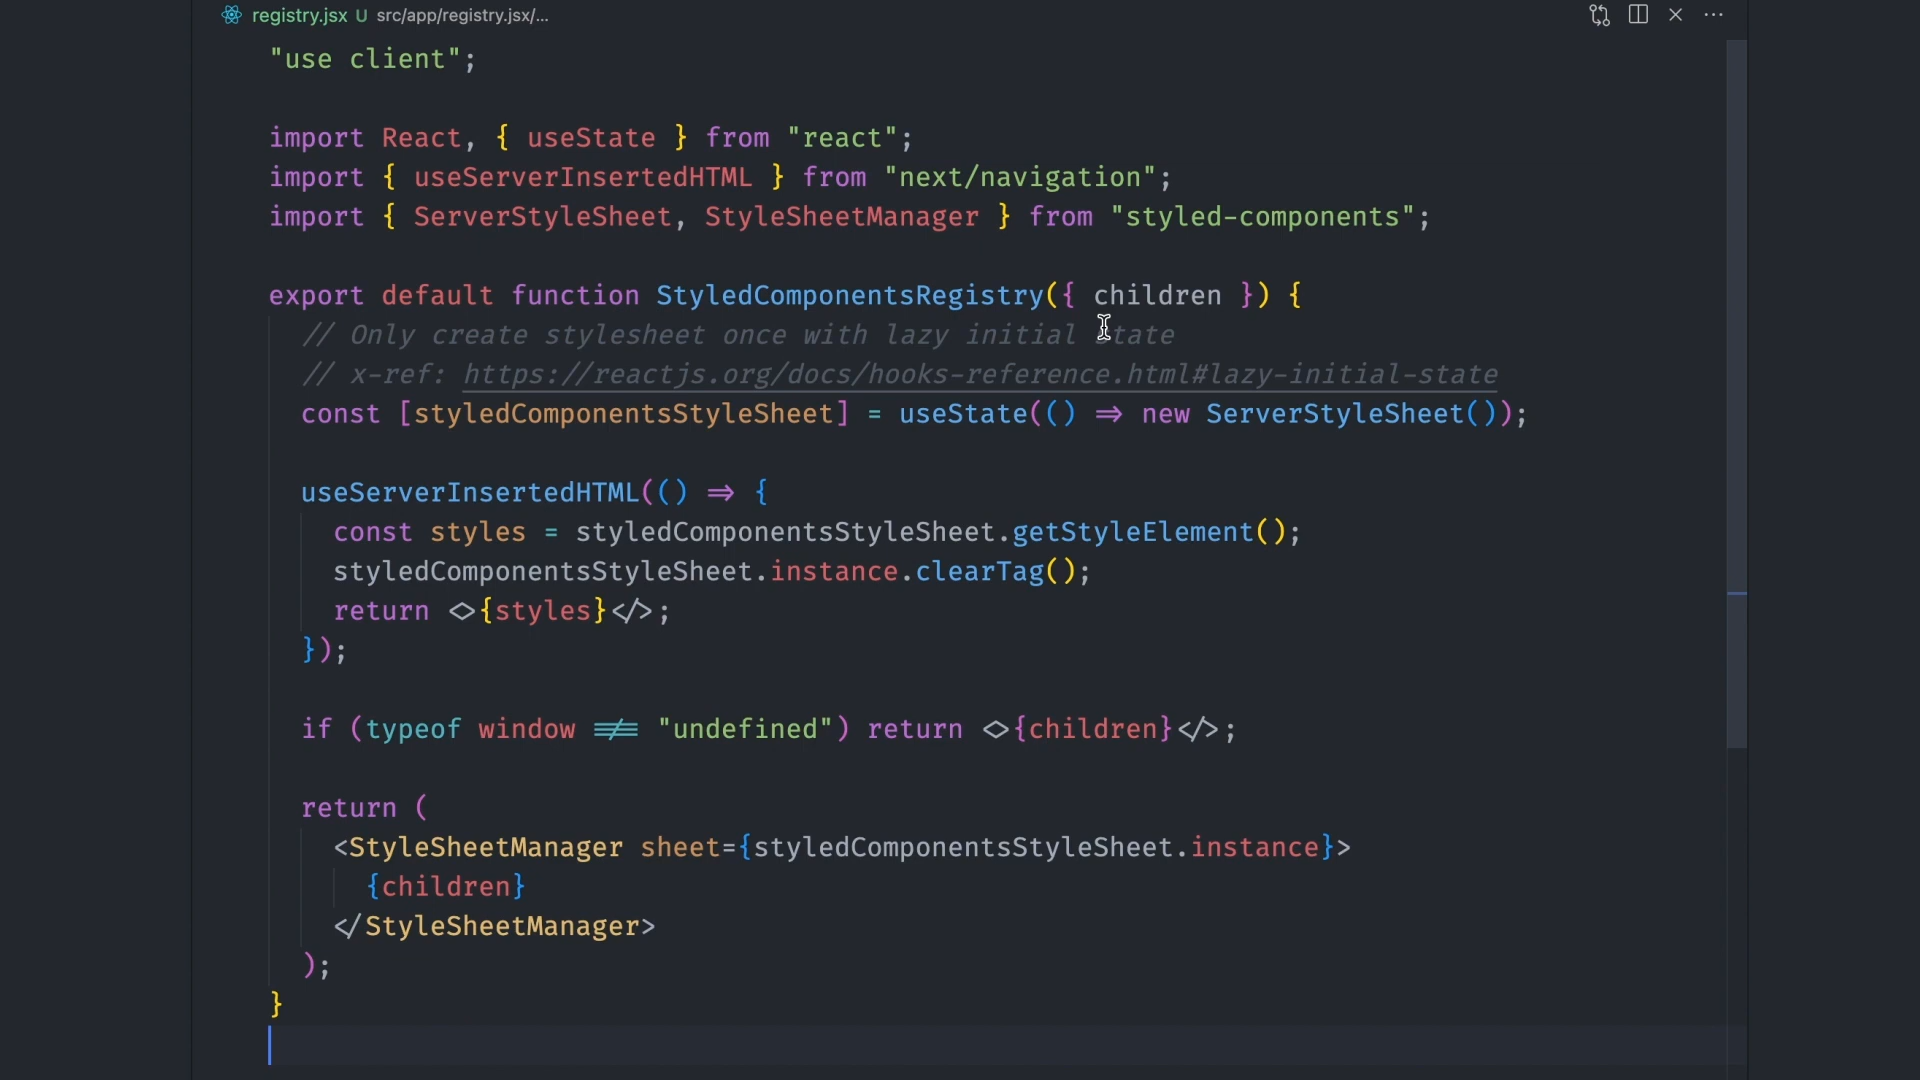 registry.jsx U src/app/registry.jsx/...
"use client";
import React, { useState } from "react";
import { useServerInsertedHTML } from "next/navigation";
import { ServerStyleSheet, StyleSheetManager } from "styled-components";
export default function StyledComponentsRegistry({ children }) {
// Only create stylesheet once with lazy initial state
// x-ref: https://reactjs.org/docs/hooks-reference.html#lazy-initial-state
const [styledComponentsStyleSheet] = useState(() => new ServerStyleSheet());
useServerInsertedHTML(() => {
const styles = styledComponentsStyleSheet.getStyleElement();
styledComponentsStyleSheet.instance.clearTag();
return <>{styles}</>;
});
if (typeof window !== "undefined") return <>{children}</>;
return (
<StyleSheetManager sheet={styledComponentsStyleSheet.instance}>
{children}
</StyleSheetManager>
);
}